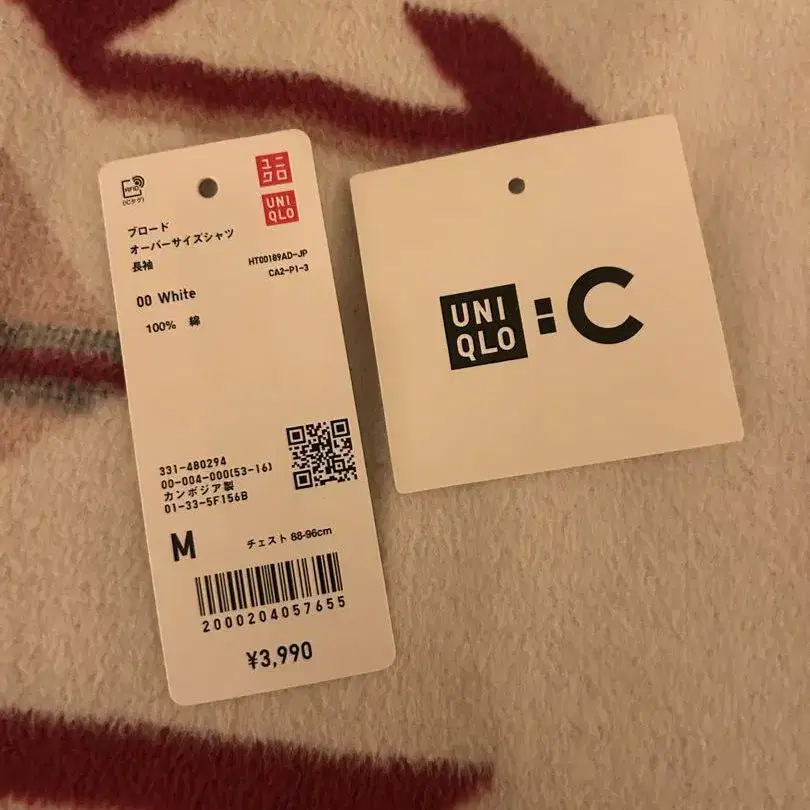 RFID
(ICタグ)
ユニ
クロ
UNI
QLO
ブロード
オーバーサイズシャツ
長袖
HT00189AD-JP
CA2-P1-3
00 White
100% 綿
331-480294
00-004-000(53-16)
カンボジア製
01-33-5F156B
M
チェスト 88-96cm
2000204057655
¥3,990
UNI
QLO
:C